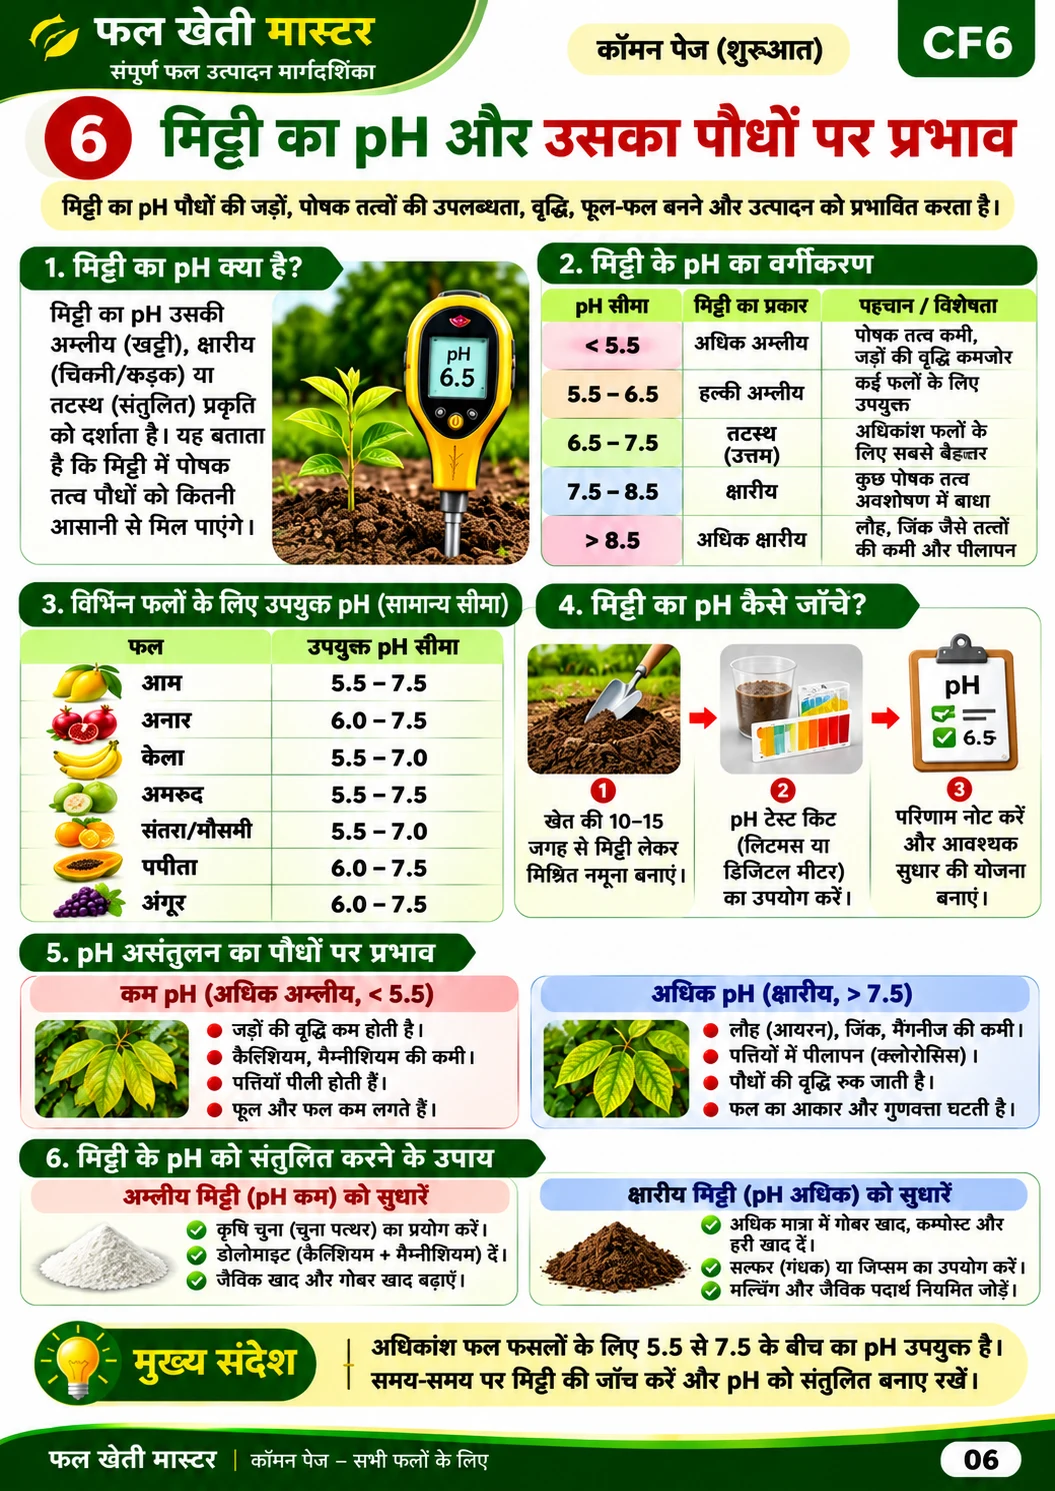 फल खेती मास्टर
संपूर्ण फल उत्पादन मार्गदर्शिका
कॉमन पेज (शुरुआत)
CF6
6
मिट्टी का pH और उसका पौधों पर प्रभाव
मिट्टी का pH पौधों की जड़ों, पोषक तत्वों की उपलब्धता, वृद्धि, फूल-फल बनने और उत्पादन को प्रभावित करता है।
1. मिट्टी का pH क्या है?
मिट्टी का pH उसकी
अम्लीय (खट्टी), क्षारीय
(चिकनी/कड़क) या
तटस्थ (संतुलित) प्रकृति
को दर्शाता है। यह बताता
है कि मिट्टी में पोषक
तत्व पौधों को कितनी
आसानी से मिल पाएंगे।
pH
6.5
2. मिट्टी के pH का वर्गीकरण
pH सीमा मिट्टी का प्रकार पहचान / विशेषता
< 5.5 अधिक अम्लीय पोषक तत्व कमी,
जड़ों की वृद्धि कमजोर
5.5 – 6.5 हल्की अम्लीय कई फलों के लिए
उपयुक्त
6.5 – 7.5 तटस्थ
(उत्तम)
अधिकांश फलों के
लिए सबसे
7.5 – 8.5 क्षारीय कुछ पोषक तत्व
अवशोषण में बाधा
> 8.5 अधिक क्षारीय लौह, जिंक जैसे तत्वों
की कमी और पीलापन
3. विभिन्न फलों के लिए उपयुक pH (सामान्य सीमा)
फल उपयुक्त pH सीमा
आम 5.5 – 7.5
अनार 6.0 – 7.5
केला 5.5 – 7.0
अमरुद 5.5 – 7.5
संतरा/मौसमी 5.5 – 7.0
पपीता 6.0 – 7.5
अंगूर 6.0 – 7.5
4. मिट्टी का pH कैसे जाँचें?
pH
6.5
1
खेत की 10–15
जगह से मिट्टी लेकर
मिश्रित नमूना बनाएं।
2
pH टेस्ट किट
(लिटमस या
डिजिटल मीटर)
का उपयोग करें।
3
परिणाम नोट करें
और आवश्यक
सुधार की योजना
बनाएं।
5. pH असंतुलन का पौधों पर प्रभाव
कम pH (अधिक अम्लीय, < 5.5)
जड़ों की वृद्धि कम होती है।
कैल्शियम, मैग्नीशियम की कमी।
पत्तियाँ पीली होती हैं।
फूल और फल कम लगते हैं।
अधिक pH (क्षारीय, > 7.5)
लौह (आयरन), जिंक, मैंगनीज की कमी।
पत्तियों में पीलापन (क्लोरोसिस) ।
पौधों की वृद्धि रुक जाती है।
फल का आकार और गुणवत्ता घटती है।
6. मिट्टी के pH को संतुलित करने के उपाय
अम्लीय मिट्टी (pH कम) को सुधारें
कृषि चुना (चुना पत्थर) का प्रयोग करें।
डोलोमाइट (कैल्शियम + मैग्नीशियम) दें।
जैविक खाद और गोबर खाद बढ़ाएँ।
क्षारीय मिट्टी (pH अधिक) को सुधारें
अधिक मात्रा में गोबर खाद, कम्पोस्ट और
हरी खाद दें।
सल्फर (गंधक) या जिप्सम का उपयोग करें।
मल्चिंग और जैविक पदार्थ नियमित जोड़ें।
मुख्य संदेश
अधिकांश फल फसलों के लिए 5.5 से 7.5 के बीच का pH उपयुक्त है।
समय-समय पर मिट्टी की जाँच करें और pH को संतुलित बनाए रखें।
फल खेती मास्टर | कॉमन पेज – सभी फलों के लिए
06